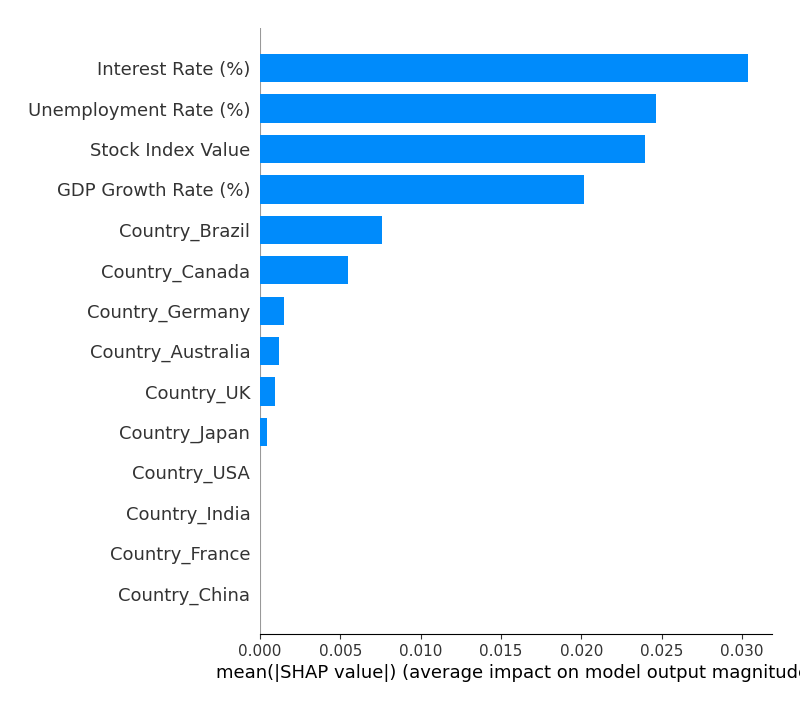 Interest Rate (%)
Unemployment Rate (%)
Stock Index Value
GDP Growth Rate (%)
Country_Brazil
Country_Canada
Country_Germany
Country_Australia
Country_UK
Country_Japan
Country_USA
Country_India
Country_France
Country_China
0.000 0.005 0.010 0.015 0.020 0.025 0.030
mean(|SHAP value|) (average impact on model output magnitude